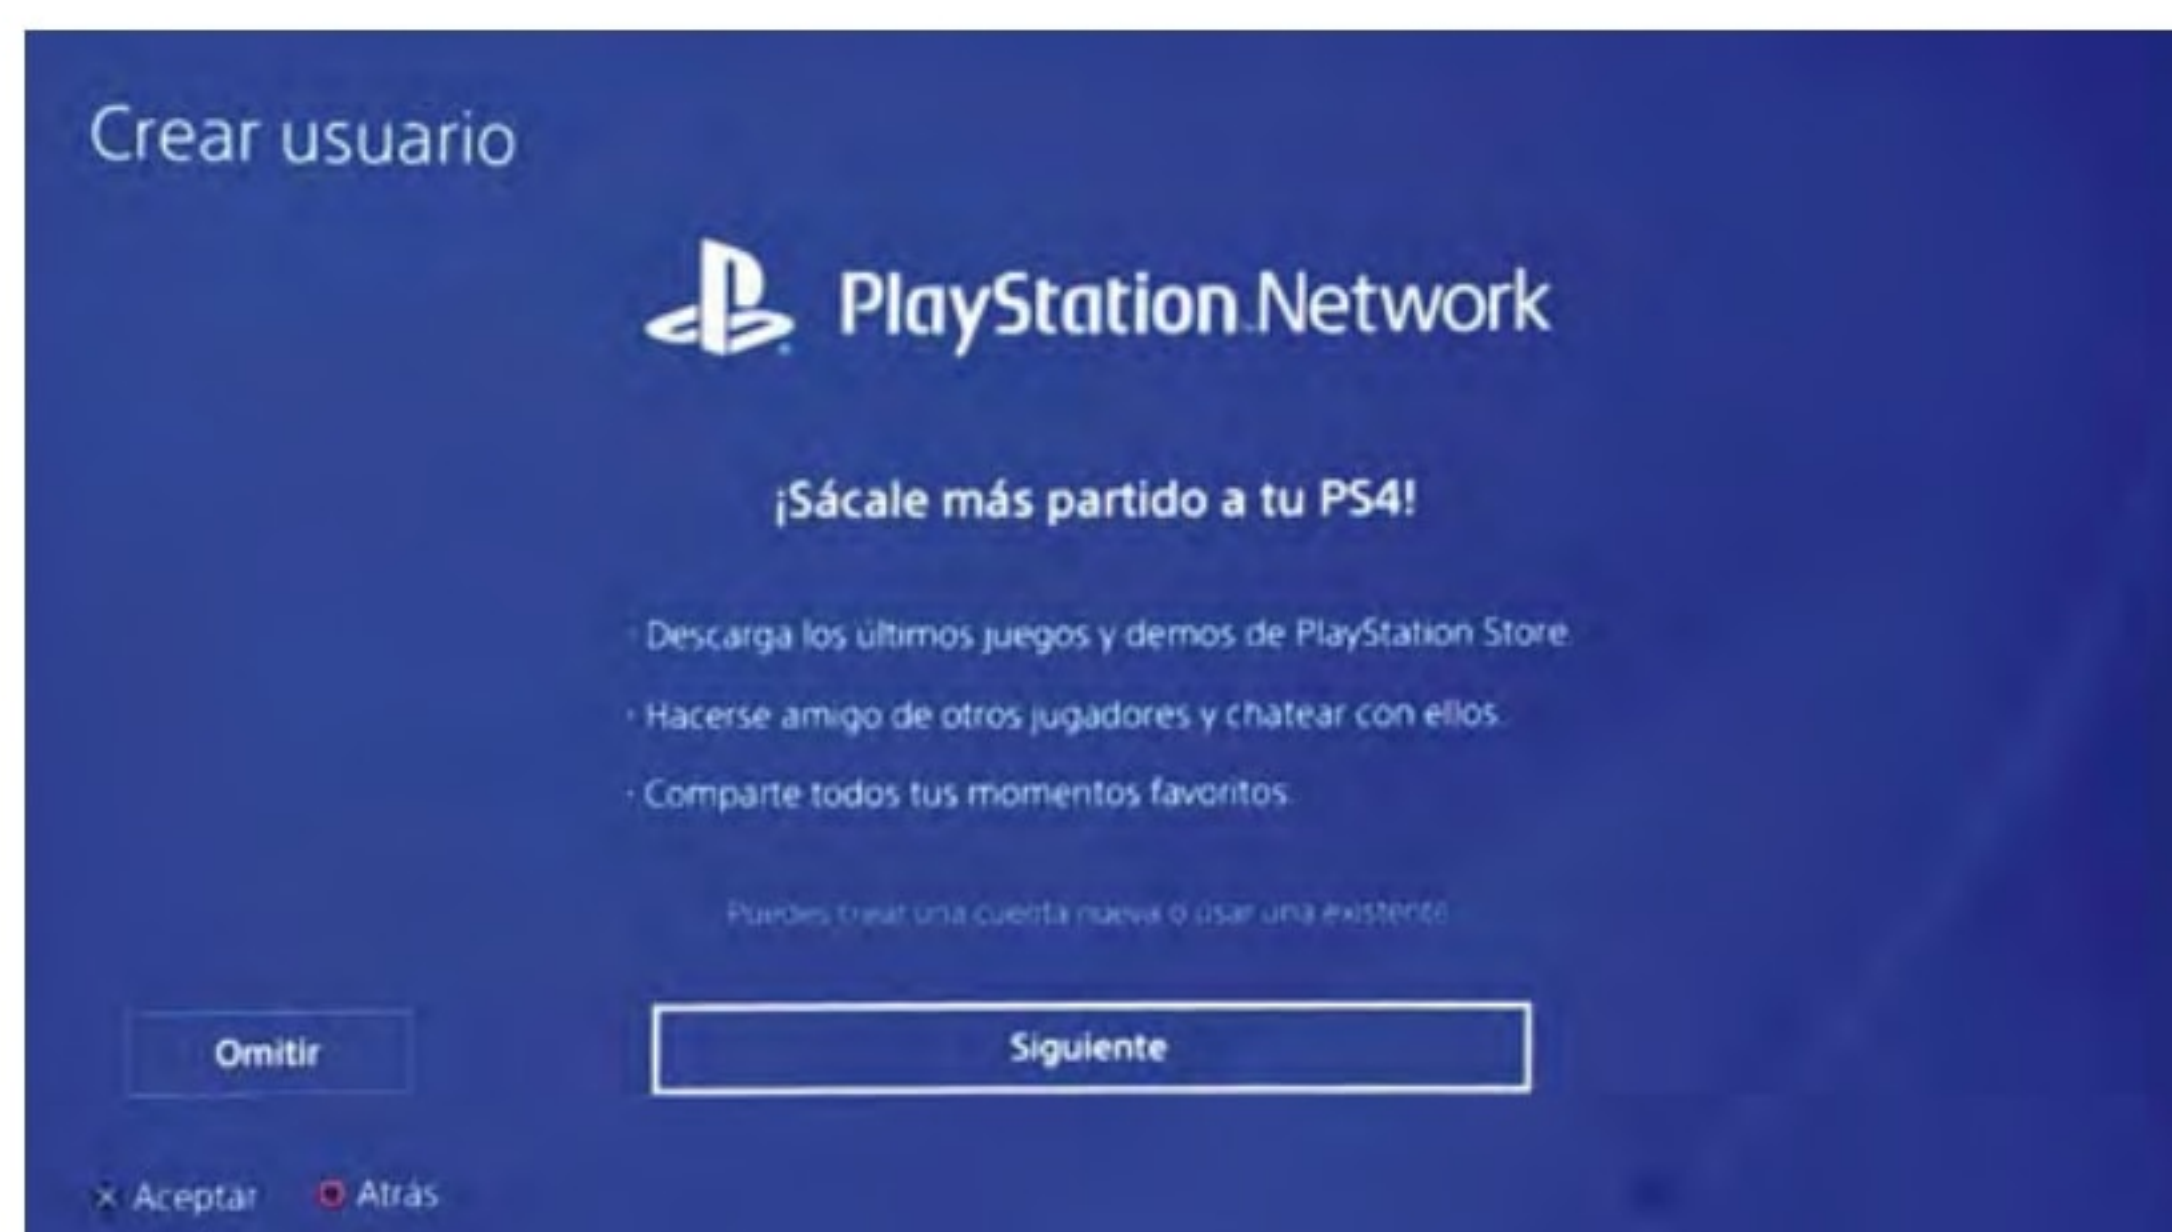 Crear usuario
PlayStation Network
¡Sácale más partido a tu PS4!
· Descarga los últimos juegos y demos de PlayStation Store.
· Hacerse amigo de otros jugadores y chatear con ellos.
· Comparte todos tus momentos favoritos.
Puedes crear una cuenta nueva o usar una existente.
Omitir
Siguiente
Aceptar
Atrás